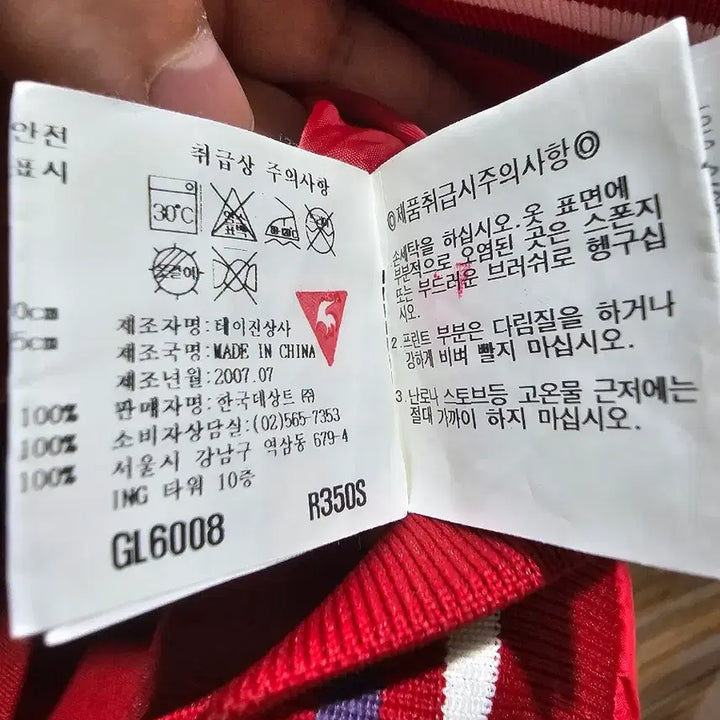 안전
표시
0cm
5cm
100%
100%
100%
취급상 주의사항
30℃
염소
표백
제조자명:테이진상사
제조국명:MADE IN CHINA
제조년월:2007.07
판매자명:한국데상트㈜
소비자상담실:(02)565-7353
서울시 강남구 역삼동 679-4
ING 타워 10층
GL6008
R350S
◎제품취급시주의사항◎
손세탁을 하십시오.옷 표면에
부분적으로 오염된 곳은 스폰지
또는 부드러운 브러쉬로 헹구십
시오.
2.프린트 부분은 다림질을 하거나
강하게 비벼 빨지 마십시오.
3.난로나 스토브등 고온물 근저에는
절대 가까이 하지 마십시오.